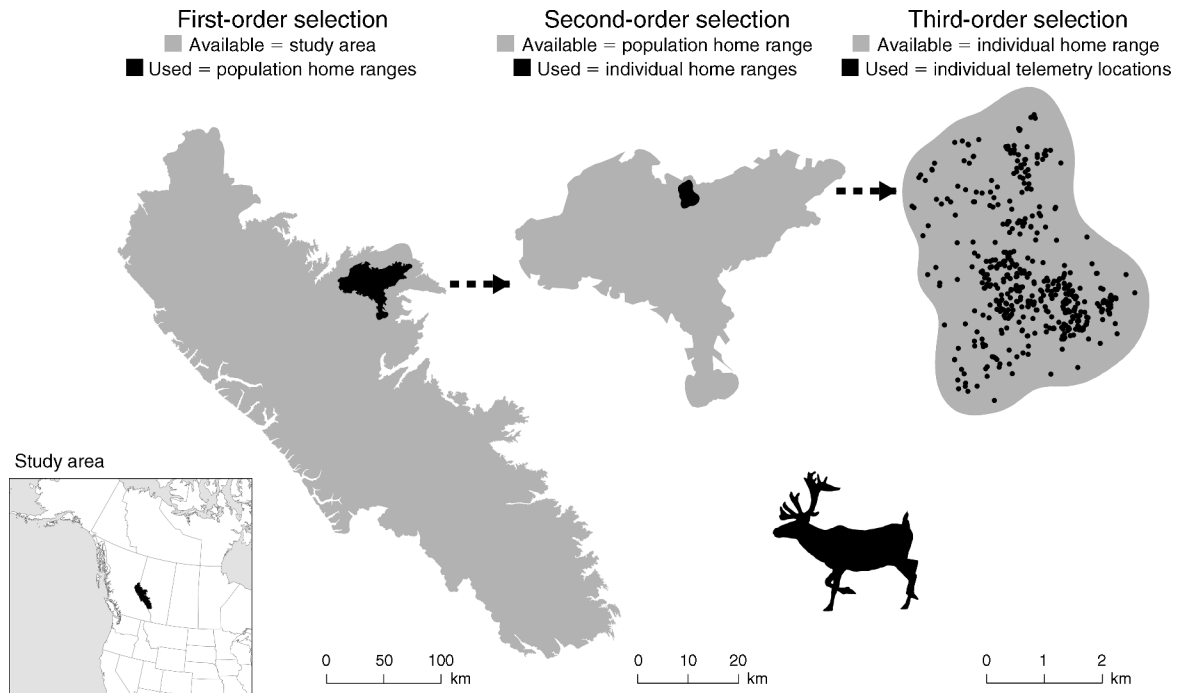 First-order selection
Available = study area
Used = population home ranges
Second-order selection
Available = population home range
Used = individual home ranges
Third-order selection
Available = individual home range
Used = individual telemetry locations
Study area
0 50 100
km
0 10 20
km
0 1 2
km